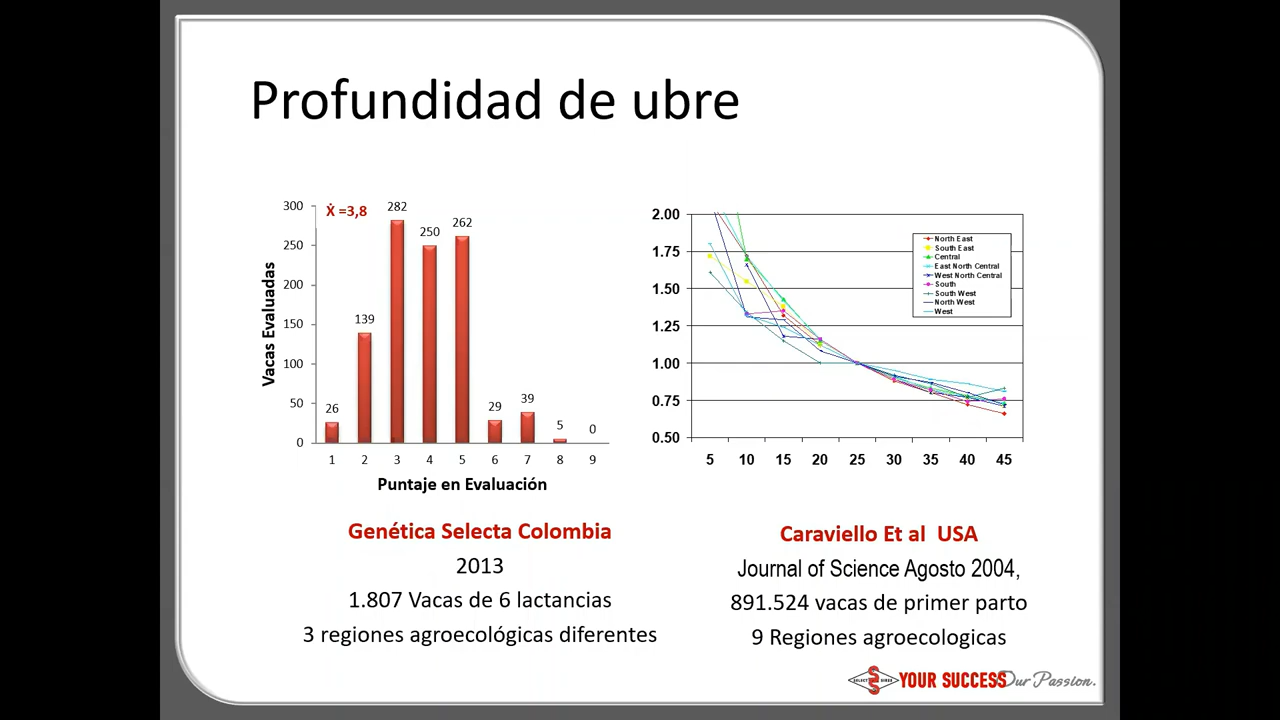 Profundidad de ubre
Ẋ =3,8
Vacas Evaluadas
300
250
200
150
100
50
0
26
139
282
250
262
29
39
5
0
1 2 3 4 5 6 7 8 9
Puntaje en Evaluación
Genética Selecta Colombia
2013
1.807 Vacas de 6 lactancias
3 regiones agroecológicas diferentes
2.00
1.75
1.50
1.25
1.00
0.75
0.50
North East
South East
Central
East North Central
West North Central
South
South West
North West
West
5 10 15 20 25 30 35 40 45
Caraviello Et al USA
Journal of Science Agosto 2004,
891.524 vacas de primer parto
9 Regiones agroecologicas
SELECT SIRES
YOUR SUCCESS Our Passion.